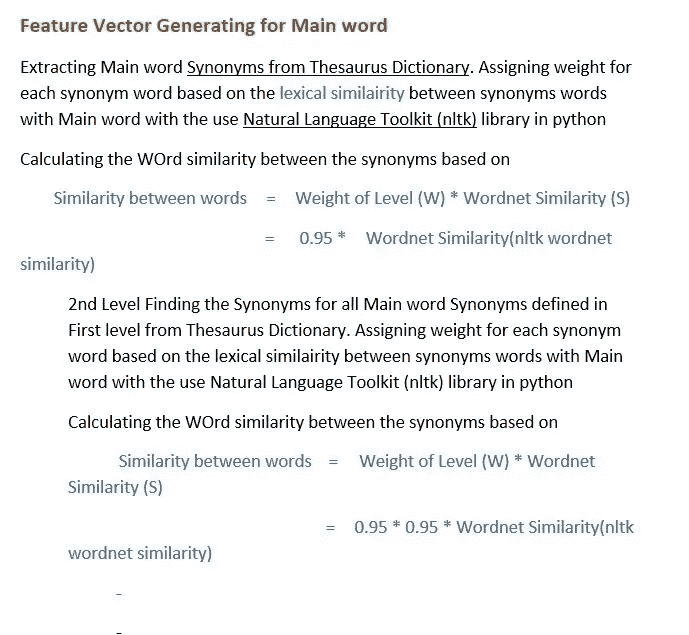 Feature Vector Generating for Main word
Extracting Main word Synonyms from Thesaurus Dictionary. Assigning weight for
each synonym word based on the lexical similairity between synonyms words
with Main word with the use Natural Language Toolkit (nltk) library in python
Calculating the WOrd similarity between the synonyms based on
Similarity between words = Weight of Level (W) * Wordnet Similarity (S)
= 0.95 * Wordnet Similarity(nltk wordnet
similarity)
2nd Level Finding the Synonyms for all Main word Synonyms defined in
First level from Thesaurus Dictionary. Assigning weight for each synonym
word based on the lexical similairity between synonyms words with Main
word with the use Natural Language Toolkit (nltk) library in python
Calculating the WOrd similarity between the synonyms based on
Similarity between words = Weight of Level (W) * Wordnet
Similarity (S)
= 0.95 * 0.95 * Wordnet Similarity(nltk
wordnet similarity)
-
-